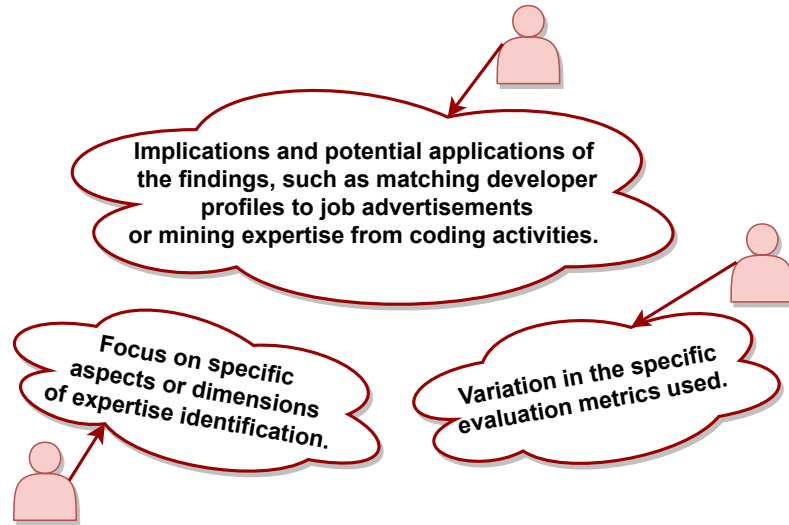 Implications and potential applications of
the findings, such as matching developer
profiles to job advertisements
or mining expertise from coding activities.
Focus on specific
aspects or dimensions
of expertise identification.
Variation in the specific
evaluation metrics used.